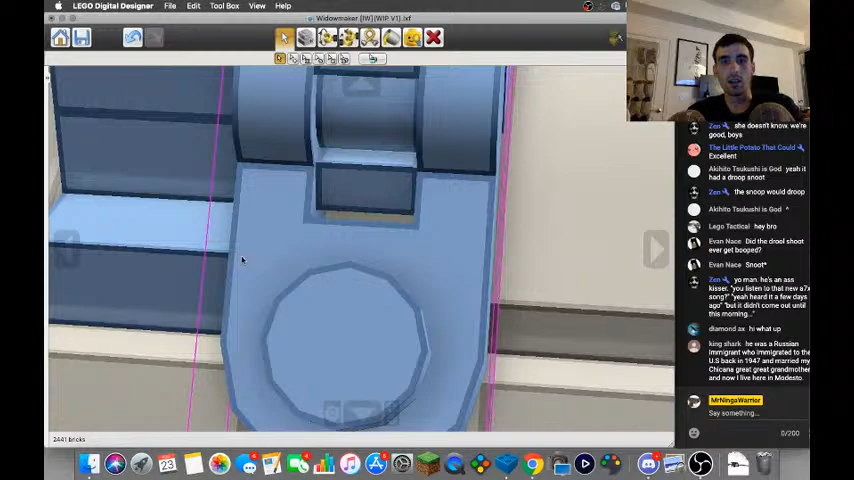 LEGO Digital Designer File Edit Tool Box View Help
Widowmaker [IW](WIP V1).lxf
Zen she doesn't know. we're
good, boys
The Little Potato That Could
Excellent
Akihito Tsukushi is God yeah it
had a droop snoot
Zen the snoop would droop
Akihito Tsukushi is God ^
Lego Tactical hey bro
Evan Nace Did the drool shoot
ever get booped?
Evan Nace Snoot*
Zen yo man. he's an ass
kisser. "you listen to that new a7x
song?" "yeah heard it a few days
ago" "but it didn't come out until
this morning..."
diamond ax hi what up
king shark he was a Russian
immigrant who immigrated to the
U.S back in 1947 and married my
Chicana great great grandmother
and now I live here in Modesto.
MrNingaWarrior
Say something...
0/200
2441 bricks
23